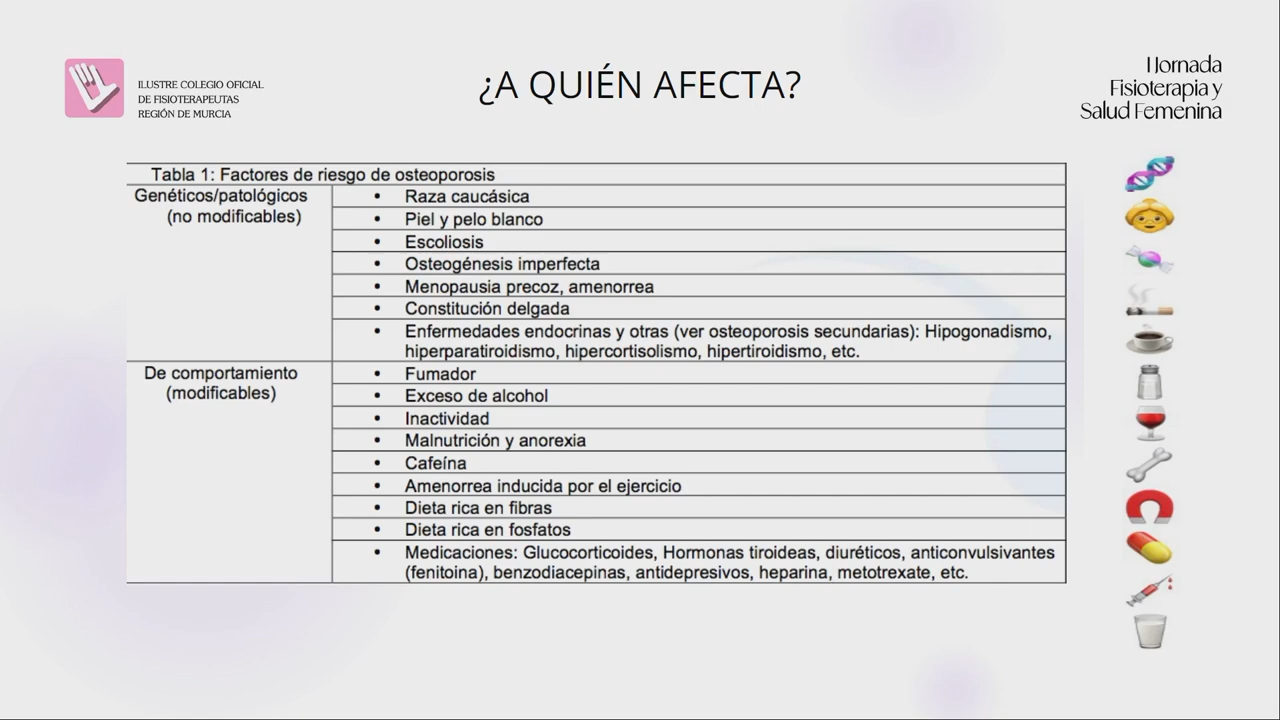 ILUSTRE COLEGIO OFICIAL
DE FISIOTERAPEUTAS
REGIÓN DE MURCIA
¿A QUIÉN AFECTA?
I Jornada
Fisioterapia y
Salud Femenina
Tabla 1: Factores de riesgo de osteoporosis
Genéticos/patológicos
(no modificables)
• Raza caucásica
• Piel y pelo blanco
• Escoliosis
• Osteogénesis imperfecta
• Menopausia precoz, amenorrea
• Constitución delgada
• Enfermedades endocrinas y otras (ver osteoporosis secundarias): Hipogonadismo,
hiperparatiroidismo, hipercortisolismo, hipertiroidismo, etc.
De comportamiento
(modificables)
• Fumador
• Exceso de alcohol
• Inactividad
• Malnutrición y anorexia
• Cafeína
• Amenorrea inducida por el ejercicio
• Dieta rica en fibras
• Dieta rica en fosfatos
• Medicaciones: Glucocorticoides, Hormonas tiroideas, diuréticos, anticonvulsivantes
(fenitoina), benzodiacepinas, antidepresivos, heparina, metotrexate, etc.